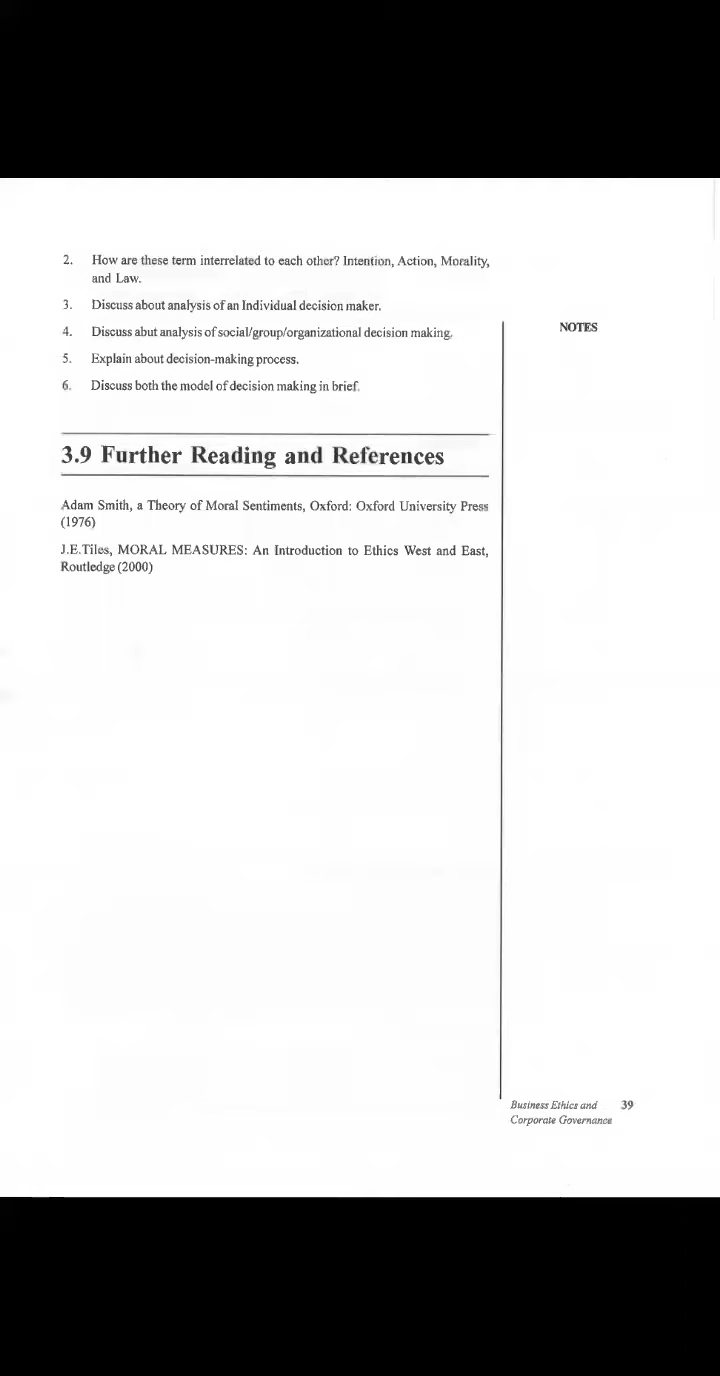 2. How are these term interrelated to each other? Intention, Action, Morality,
and Law.
3. Discuss about analysis of an Individual decision maker.
4. Discuss abut analysis of social/group/organizational decision making.
5. Explain about decision-making process.
6. Discuss both the model of decision making in brief.
NOTES
3.9 Further Reading and References
Adam Smith, a Theory of Moral Sentiments, Oxford: Oxford University Press
(1976)
J.E.Tiles, MORAL MEASURES: An Introduction to Ethics West and East,
Routledge (2000)
Business Ethics and 39
Corporate Governance